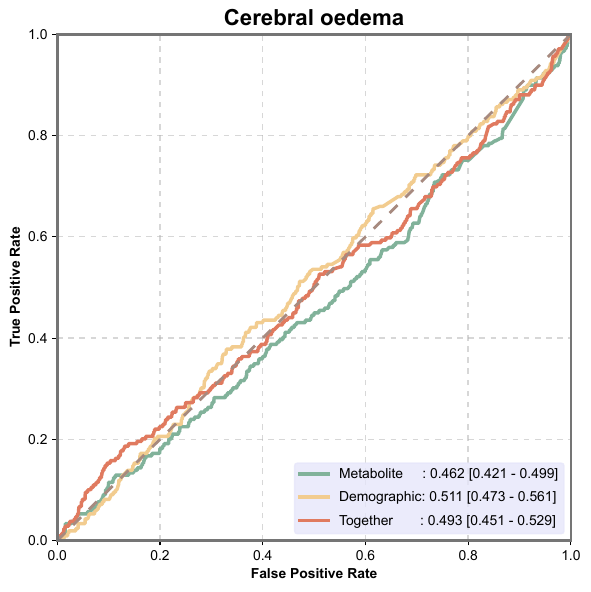 Cerebral oedema
1.0
0.8
0.6
0.4
0.2
0.0
True Positive Rate
Metabolite : 0.462 [0.421 - 0.499]
Demographic: 0.511 [0.473 - 0.561]
Together : 0.493 [0.451 - 0.529]
0.0 0.2 0.4 0.6 0.8 1.0
False Positive Rate